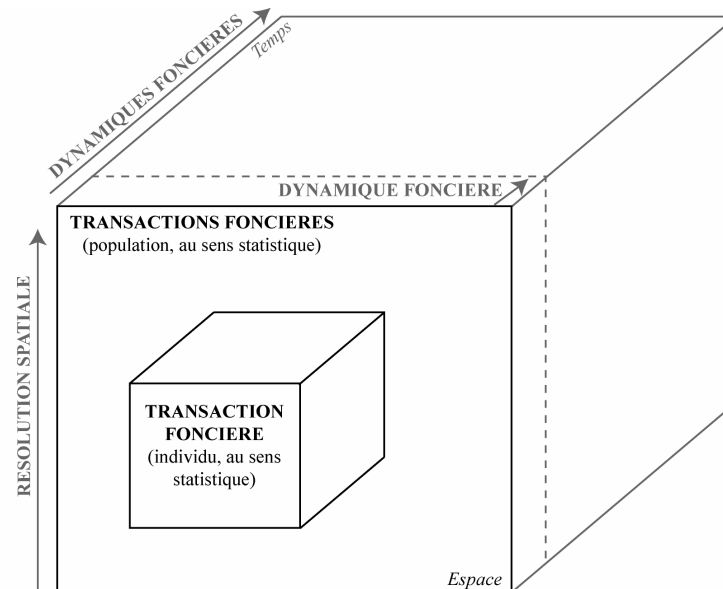 DYNAMIQUES FONCIERES
Temps
DYNAMIQUE FONCIERE
TRANSACTIONS FONCIERES
(population, au sens statistique)
RESOLUTION SPATIALE
TRANSACTION
FONCIERE
(individu, au sens
statistique)
Espace